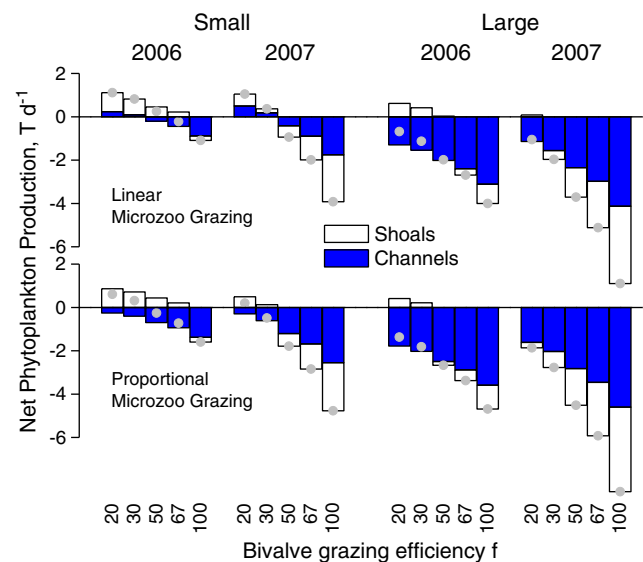 Small Large
2006 2007 2006 2007
Net Phytoplankton Production, T d-1
2
0
-2
-4
-6
Linear
Microzoo Grazing
Shoals
Channels
2
0
-2
-4
-6
Proportional
Microzoo Grazing
20 30 50 67 100 20 30 50 67 100 20 30 50 67 100 20 30 50 67 100
Bivalve grazing efficiency f